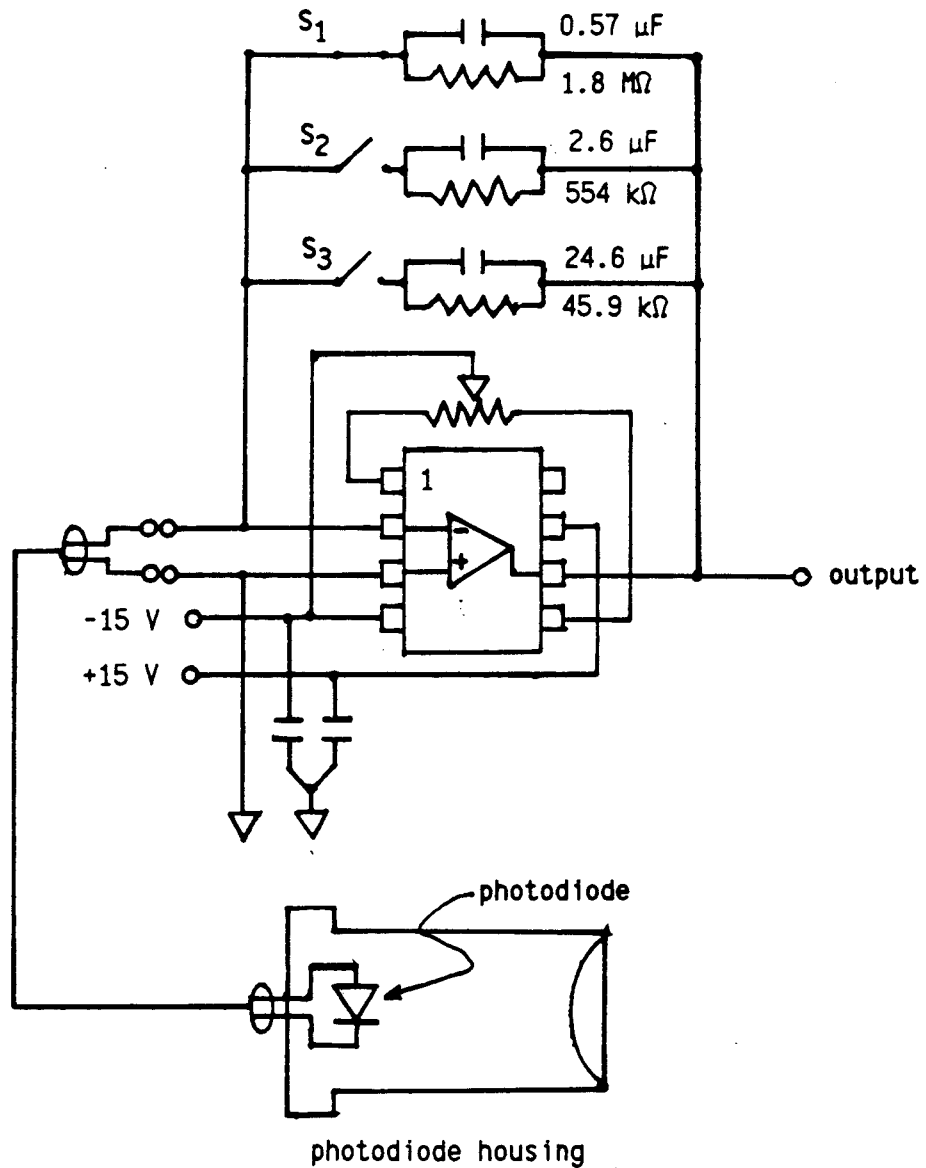 S1
0.57 µF
1.8 MΩ
S2
2.6 µF
554 kΩ
S3
24.6 µF
45.9 kΩ
1
-
+
output
-15 V
+15 V
photodiode
photodiode housing